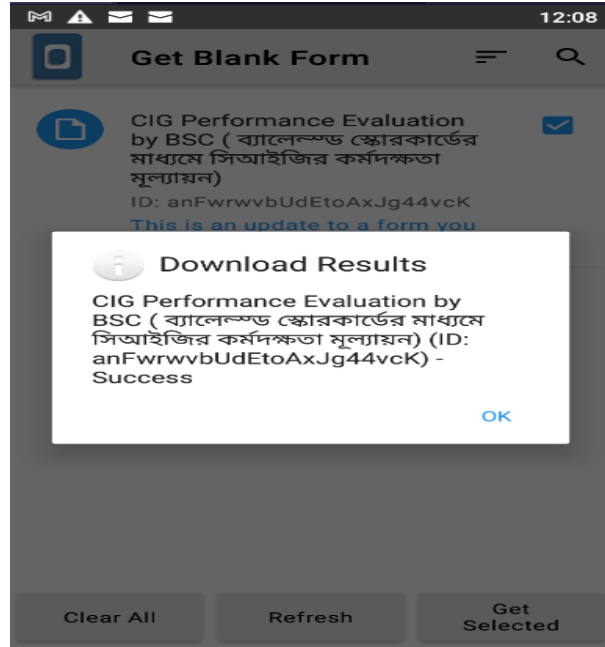 12:08
Get Blank Form
CIG Performance Evaluation
by BSC ( ব্যালেন্স্ড স্কোরকার্ডের
মাধ্যমে সিআইজির কর্মদক্ষতা
মূল্যায়ন)
ID: anFwrwvbUdEtoAxJg44vcK
This is an update to a form you
Download Results
CIG Performance Evaluation by
BSC ( ব্যালেন্স্ড স্কোরকার্ডের মাধ্যমে
সিআইজির কর্মদক্ষতা মূল্যায়ন) (ID:
anFwrwvbUdEtoAxJg44vcK) -
Success
OK
Clear All
Refresh
Get
Selected